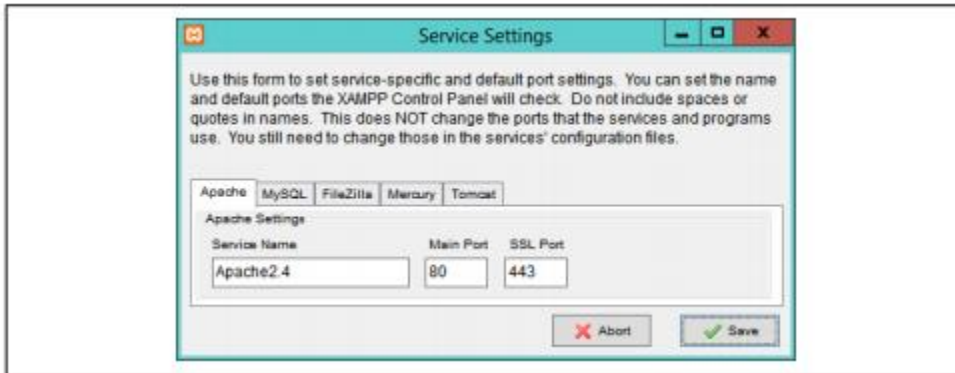 Service Settings
Use this form to set service-specific and default port settings.  You can set the name
and default ports the XAMPP Control Panel will check.  Do not include spaces or
quotes in names.  This does NOT change the ports that the services and programs
use.  You still need to change those in the services' configuration files.
Apache MySQL FileZilla Mercury Tomcat
Apache Settings
Service Name Main Port SSL Port
Apache2.4 80 443
Abort Save